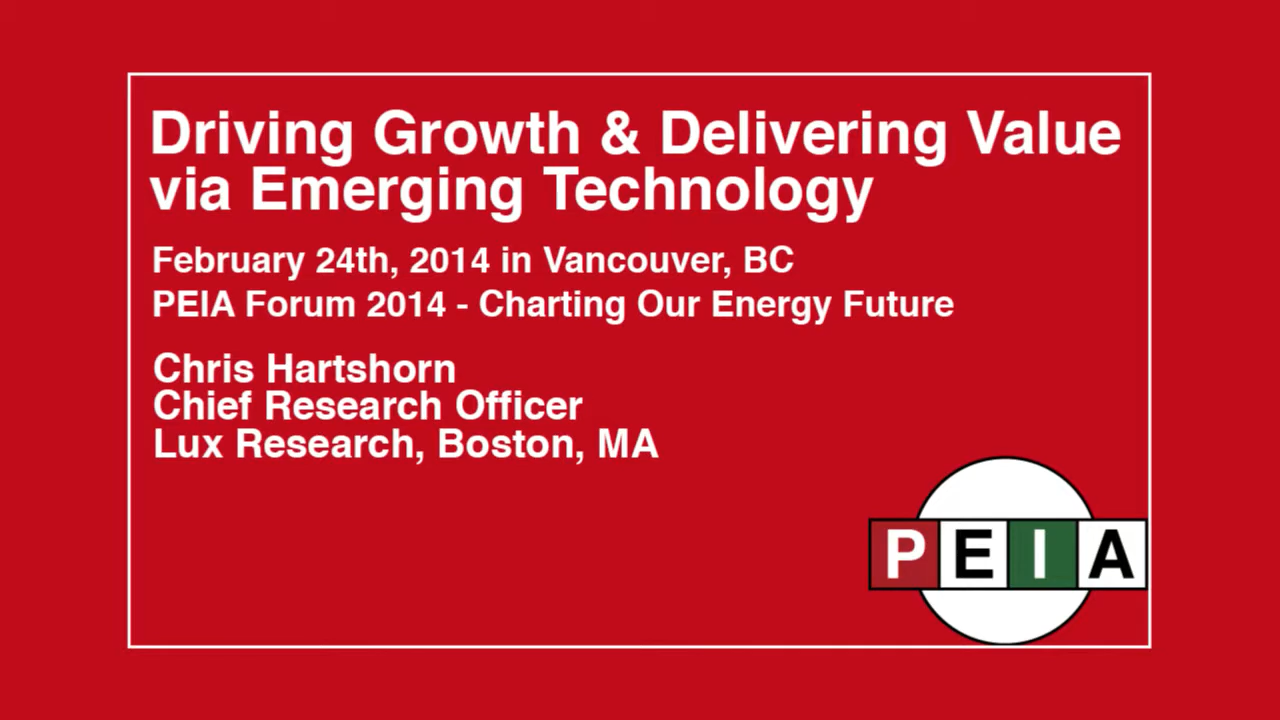 Driving Growth & Delivering Value
via Emerging Technology
February 24th, 2014 in Vancouver, BC
PEIA Forum 2014 - Charting Our Energy Future
Chris Hartshorn
Chief Research Officer
Lux Research, Boston, MA
PEIA